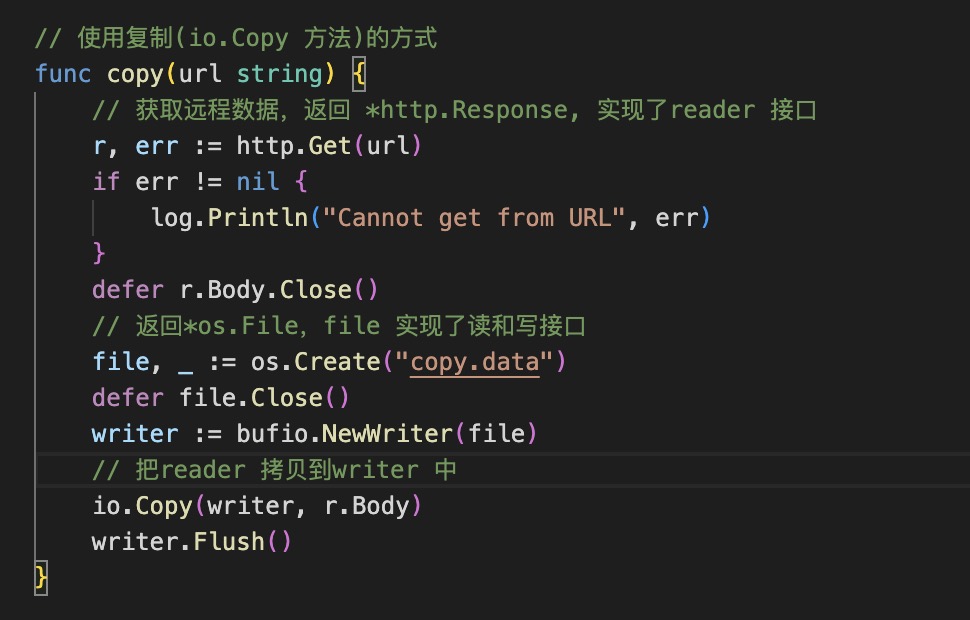 // 使用复制(io.Copy 方法)的方式
func copy(url string) {
    // 获取远程数据，返回 *http.Response, 实现了reader 接口
    r, err := http.Get(url)
    if err != nil {
        log.Println("Cannot get from URL", err)
    }
    defer r.Body.Close()
    // 返回*os.File，file 实现了读和写接口
    file, _ := os.Create("copy.data")
    defer file.Close()
    writer := bufio.NewWriter(file)
    // 把reader 拷贝到writer 中
    io.Copy(writer, r.Body)
    writer.Flush()
}